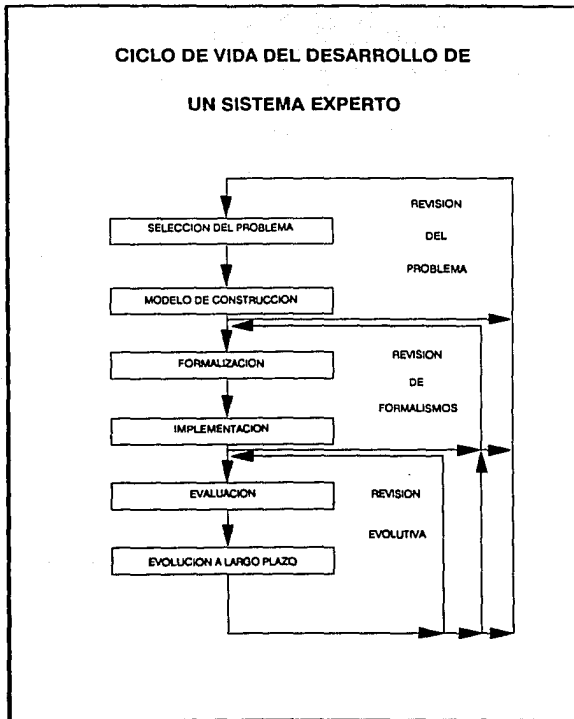 CICLO DE VIDA DEL DESARROLLO DE
UN SISTEMA EXPERTO
SELECCION DEL PROBLEMA
MODELO DE CONSTRUCCION
FORMALIZACION
IMPLEMENTACION
EVALUACION
EVOLUCION A LARGO PLAZO
REVISION
DEL
PROBLEMA
REVISION
DE
FORMALISMOS
REVISION
EVOLUTIVA